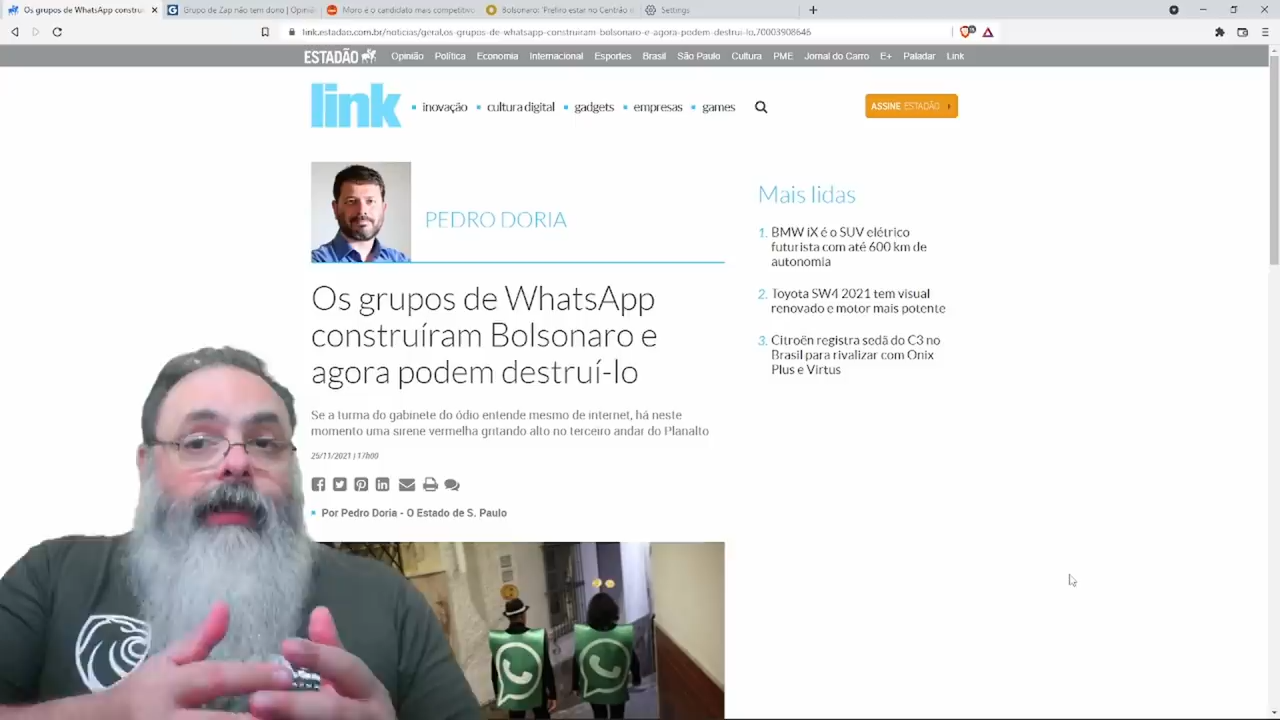 Os grupos de WhatsApp constru-
Grupo de Zap não tem dono | Opini
Moro é o candidato mais competitiv
Bolsonaro: 'Prefiro estar no Centrão
Settings
link.estadao.com.br/noticias/geral,os-grupos-de-whatsapp-construiram-bolsonaro-e-agora-podem-destrui-lo,70003908646
ESTADÃO Opinião Política Economia Internacional Esportes Brasil São Paulo Cultura PME Jornal do Carro E+ Paladar Link
link inovação cultura digital gadgets empresas games
ASSINE ESTADÃO
PEDRO DORIA
Os grupos de WhatsApp
construíram Bolsonaro e
agora podem destruí-lo
Se a turma do gabinete do ódio entende mesmo de internet, há neste
momento uma sirene vermelha gritando alto no terceiro andar do Planalto
25/11/2021 | 17h00
Por Pedro Doria - O Estado de S. Paulo
Mais lidas
1. BMW iX é o SUV elétrico
futurista com até 600 km de
autonomia
2. Toyota SW4 2021 tem visual
renovado e motor mais potente
3. Citroën registra sedã do C3 no
Brasil para rivalizar com Onix
Plus e Virtus